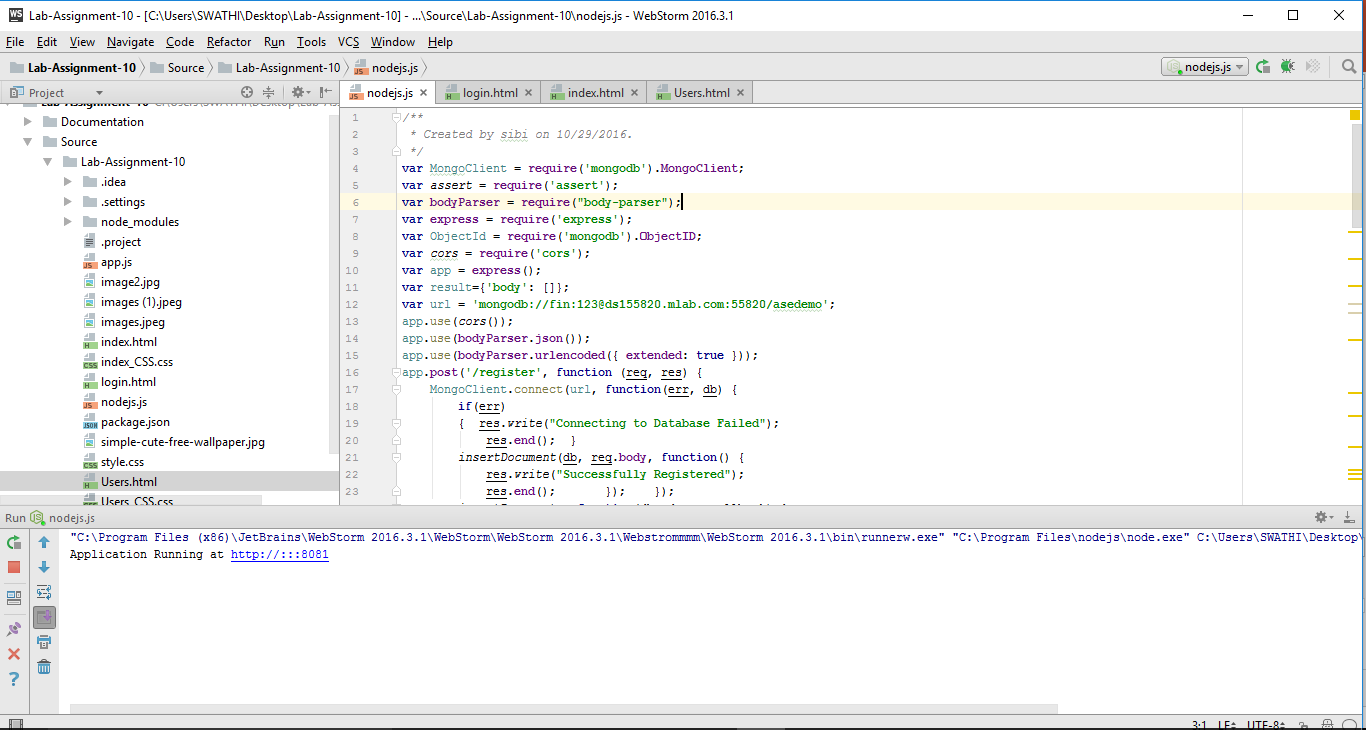 Lab-Assignment-10 - [C:\Users\SWATHI\Desktop\Lab-Assignment-10] - ...\Source\Lab-Assignment-10\nodejs.js - WebStorm 2016.3.1
File Edit View Navigate Code Refactor Run Tools VCS Window Help
Lab-Assignment-10 Source Lab-Assignment-10 nodejs.js nodejs.js
Project
nodejs.js login.html index.html Users.html
Lab-Assignment-10
Documentation
Source
Lab-Assignment-10
.idea
.settings
node_modules
.project
app.js
image2.jpg
images (1).jpeg
images.jpeg
index.html
index_CSS.css
login.html
nodejs.js
package.json
simple-cute-free-wallpaper.jpg
style.css
Users.html
Users_CSS.css
1 /**
2 * Created by sibi on 10/29/2016.
3 */
4 var MongoClient = require('mongodb').MongoClient;
5 var assert = require('assert');
6 var bodyParser = require("body-parser");
7 var express = require('express');
8 var ObjectId = require('mongodb').ObjectID;
9 var cors = require('cors');
10 var app = express();
11 var result={'body': []};
12 var url = 'mongodb://fin:123@ds155820.mlab.com:55820/asedemo';
13 app.use(cors());
14 app.use(bodyParser.json());
15 app.use(bodyParser.urlencoded({ extended: true }));
16 app.post('/register', function (req, res) {
17 MongoClient.connect(url, function(err, db) {
18 if(err)
19 { res.write("Connecting to Database Failed");
20 res.end(); }
21 insertDocument(db, req.body, function() {
22 res.write("Successfully Registered");
23 res.end(); }); });
Run nodejs.js
"C:\Program Files (x86)\JetBrains\WebStorm 2016.3.1\WebStorm\WebStorm 2016.3.1\Webstrommmm\WebStorm 2016.3.1\bin\runnerw.exe" "C:\Program Files\nodejs\node.exe" C:\Users\SWATHI\Desktop\
Application Running at http://:::8081
3:1 LF UTF-8